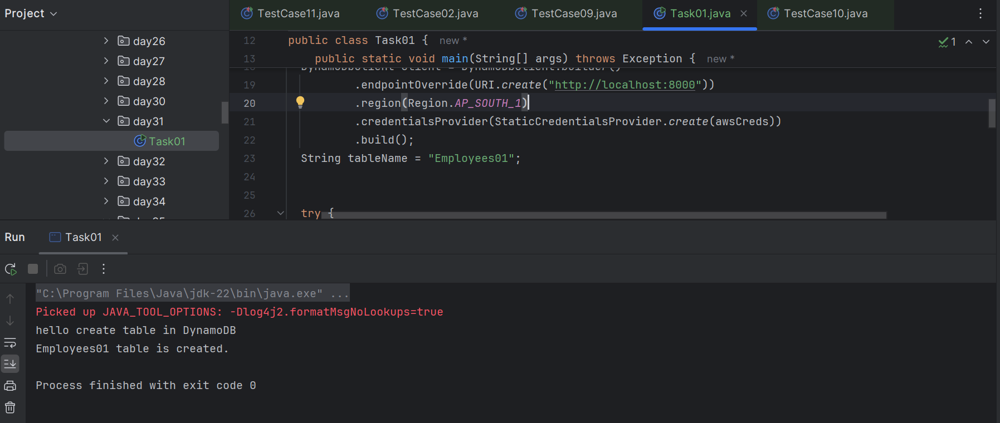 Project
TestCase11.java TestCase02.java TestCase09.java Task01.java TestCase10.java
day26
day27
day28
day30
day31
Task01
day32
day33
day34
12 public class Task01 { new *
13 public static void main(String[] args) throws Exception { new *
1
19 .endpointOverride(URI.create("http://localhost:8000"))
20 .region(Region.AP_SOUTH_1)
21 .credentialsProvider(StaticCredentialsProvider.create(awsCreds))
22 .build();
23 String tableName = "Employees01";
24
25
26 try {
Run Task01
"C:\Program Files\Java\jdk-22\bin\java.exe" ...
Picked up JAVA_TOOL_OPTIONS: -Dlog4j2.formatMsgNoLookups=true
hello create table in DynamoDB
Employees01 table is created.
Process finished with exit code 0